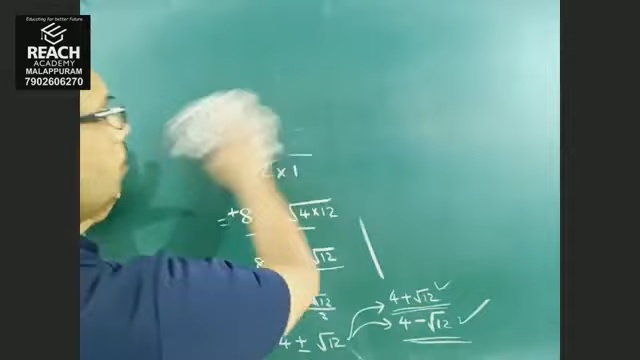 Educating for better future
REACH
ACADEMY
MALAPPURAM
7902606270
2 × 1
= +8 √4×12
8 √12
√12
2
4 ± √12
4 + √12 ✓
4 − √12 ✓